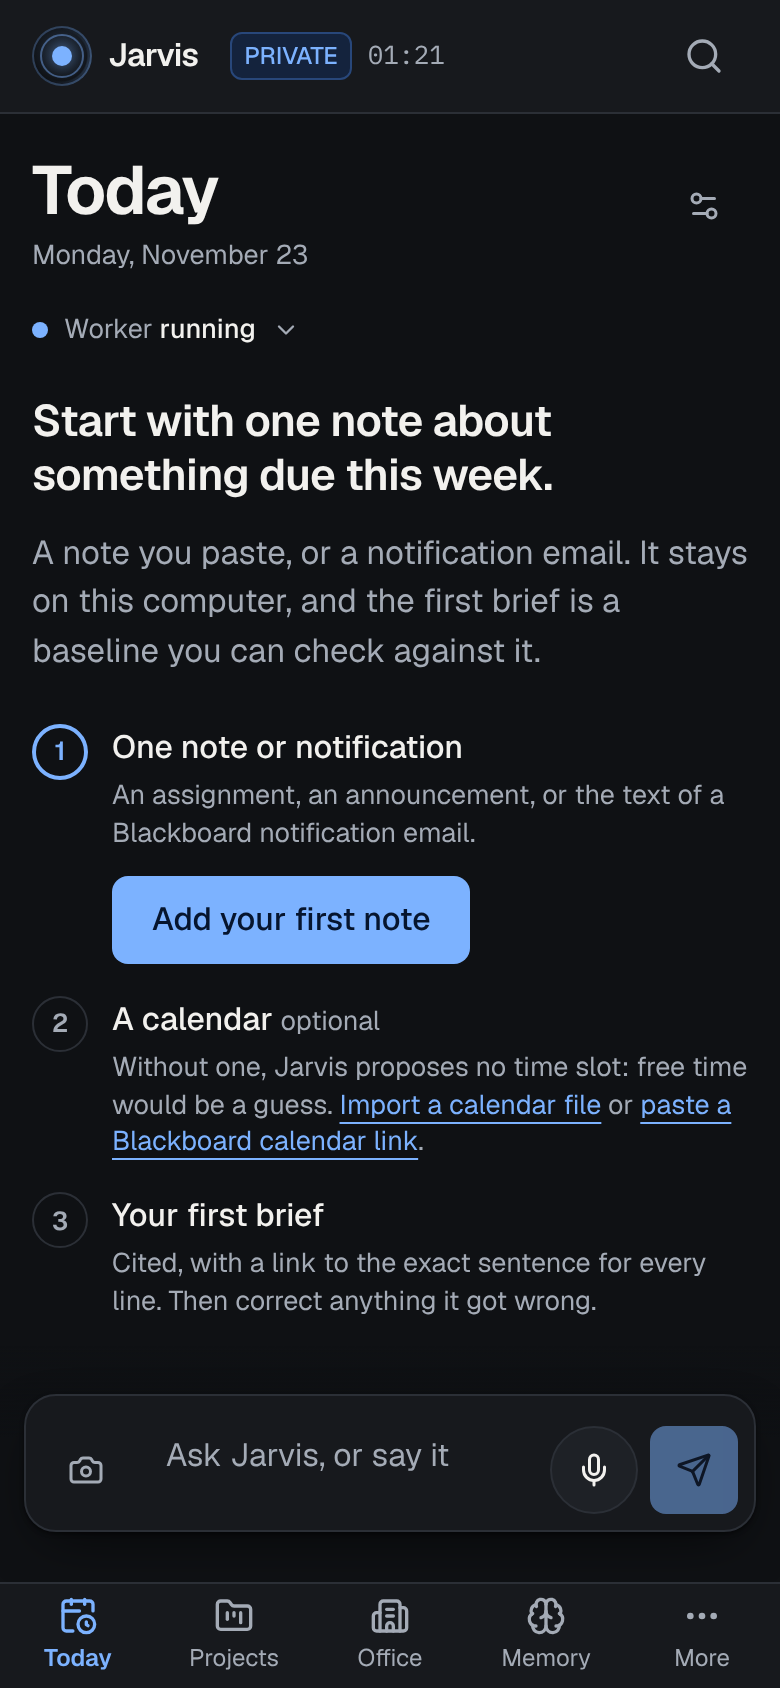 Jarvis PRIVATE 01:21
Today
Monday, November 23
Worker running
Start with one note about
something due this week.
A note you paste, or a notification email. It stays
on this computer, and the first brief is a
baseline you can check against it.
1 One note or notification
An assignment, an announcement, or the text of a
Blackboard notification email.
Add your first note
2 A calendar optional
Without one, Jarvis proposes no time slot: free time
would be a guess. Import a calendar file or paste a
Blackboard calendar link.
3 Your first brief
Cited, with a link to the exact sentence for every
line. Then correct anything it got wrong.
Ask Jarvis, or say it
Today Projects Office Memory More